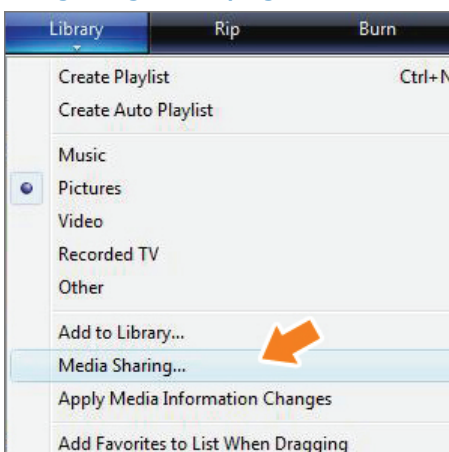 Library Rip Burn
Create Playlist Ctrl+N
Create Auto Playlist
Music
Pictures
Video
Recorded TV
Other
Add to Library...
Media Sharing...
Apply Media Information Changes
Add Favorites to List When Dragging